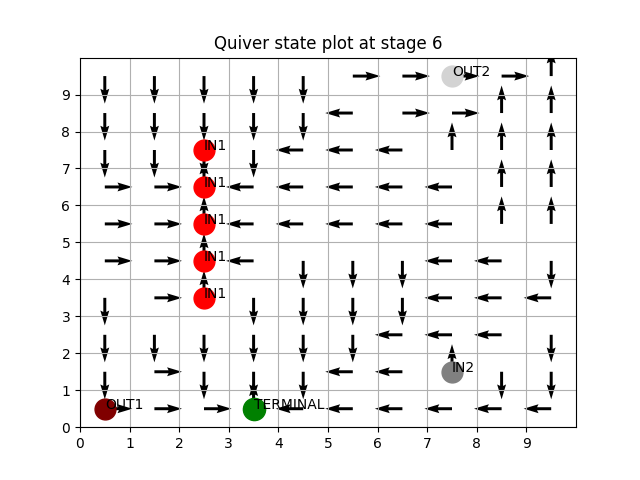 Quiver state plot at stage 6
OUT2
9
8
IN1
7
IN1
6
IN1
5
IN1
4
IN1
3
2
IN2
1
OUT1
TERMINAL
0
0 1 2 3 4 5 6 7 8 9